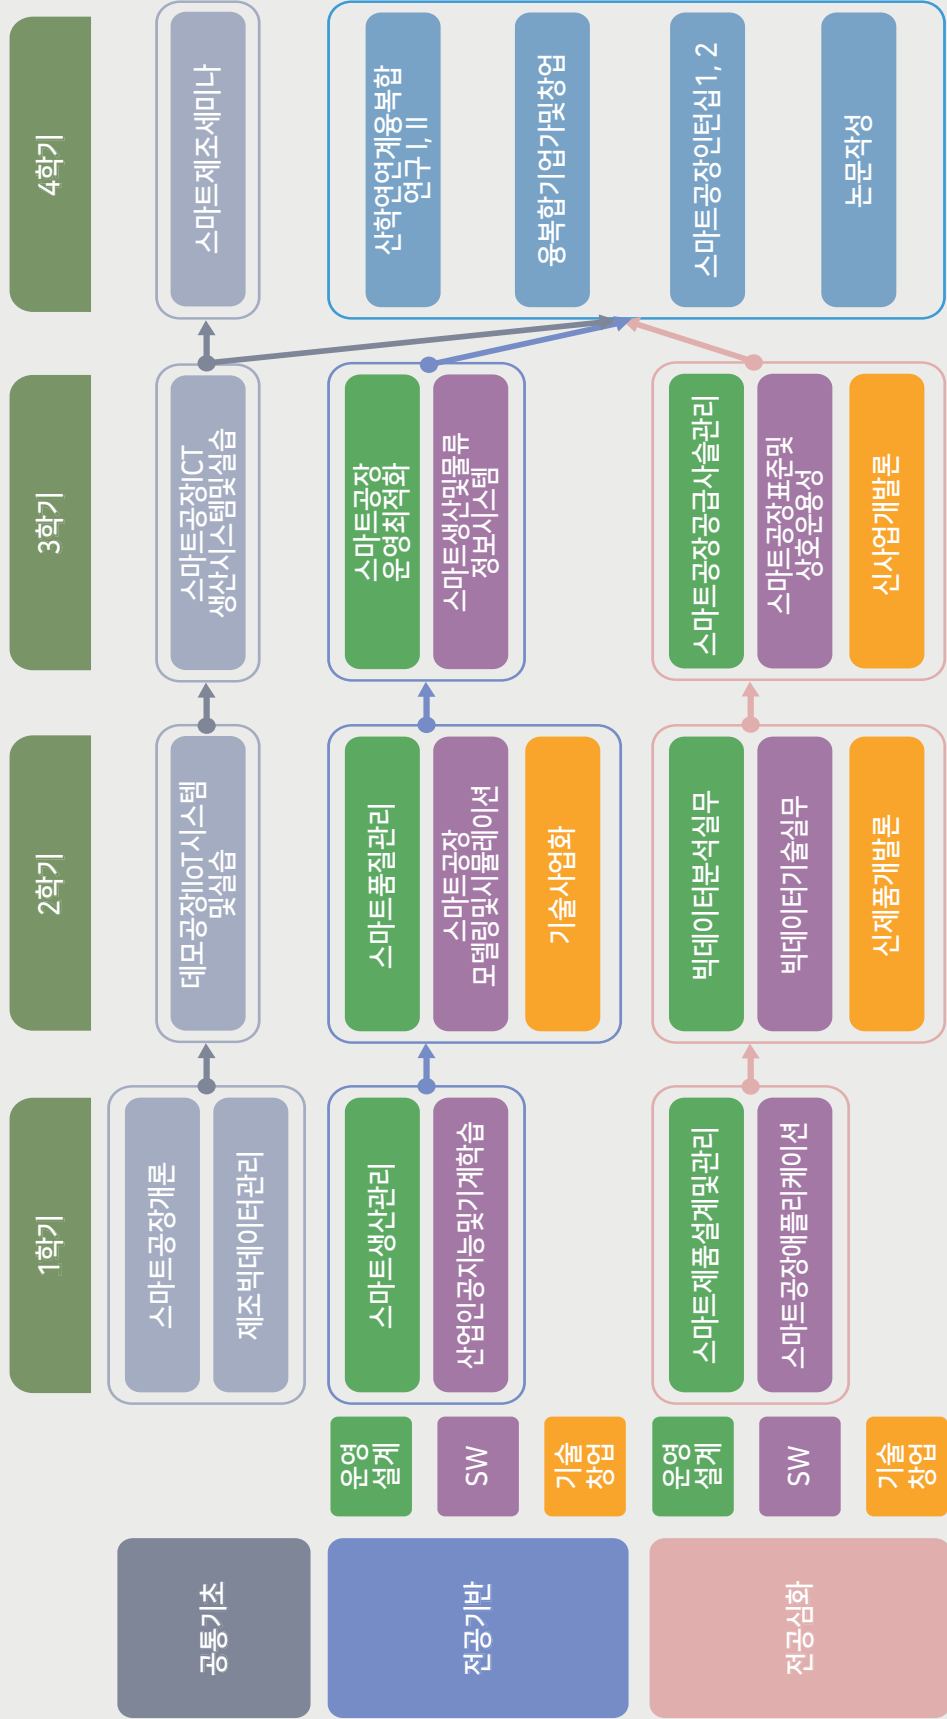 1학기
2학기
3학기
4학기
공통기초
스마트공장개론
제조빅데이터관리
데모공장IIoT시스템
및실습
스마트공장ICT
생산시스템및실습
스마트제조세미나
전공기반
운영
설계
SW
기술
창업
스마트생산관리
산업인공지능및기계학습
스마트품질관리
스마트공장
모델링및시뮬레이션
기술사업화
스마트공장
운영최적화
스마트생산및물류
정보시스템
산학연연계융복합
연구 I, II
융복합기업가및창업
스마트공장인턴십1, 2
논문작성
전공심화
운영
설계
SW
기술
창업
스마트제품설계및관리
스마트공장애플리케이션
빅데이터분석실무
빅데이터기술실무
신제품개발론
스마트공장공급사슬관리
스마트공장표준및
상호운용성
신사업개발론